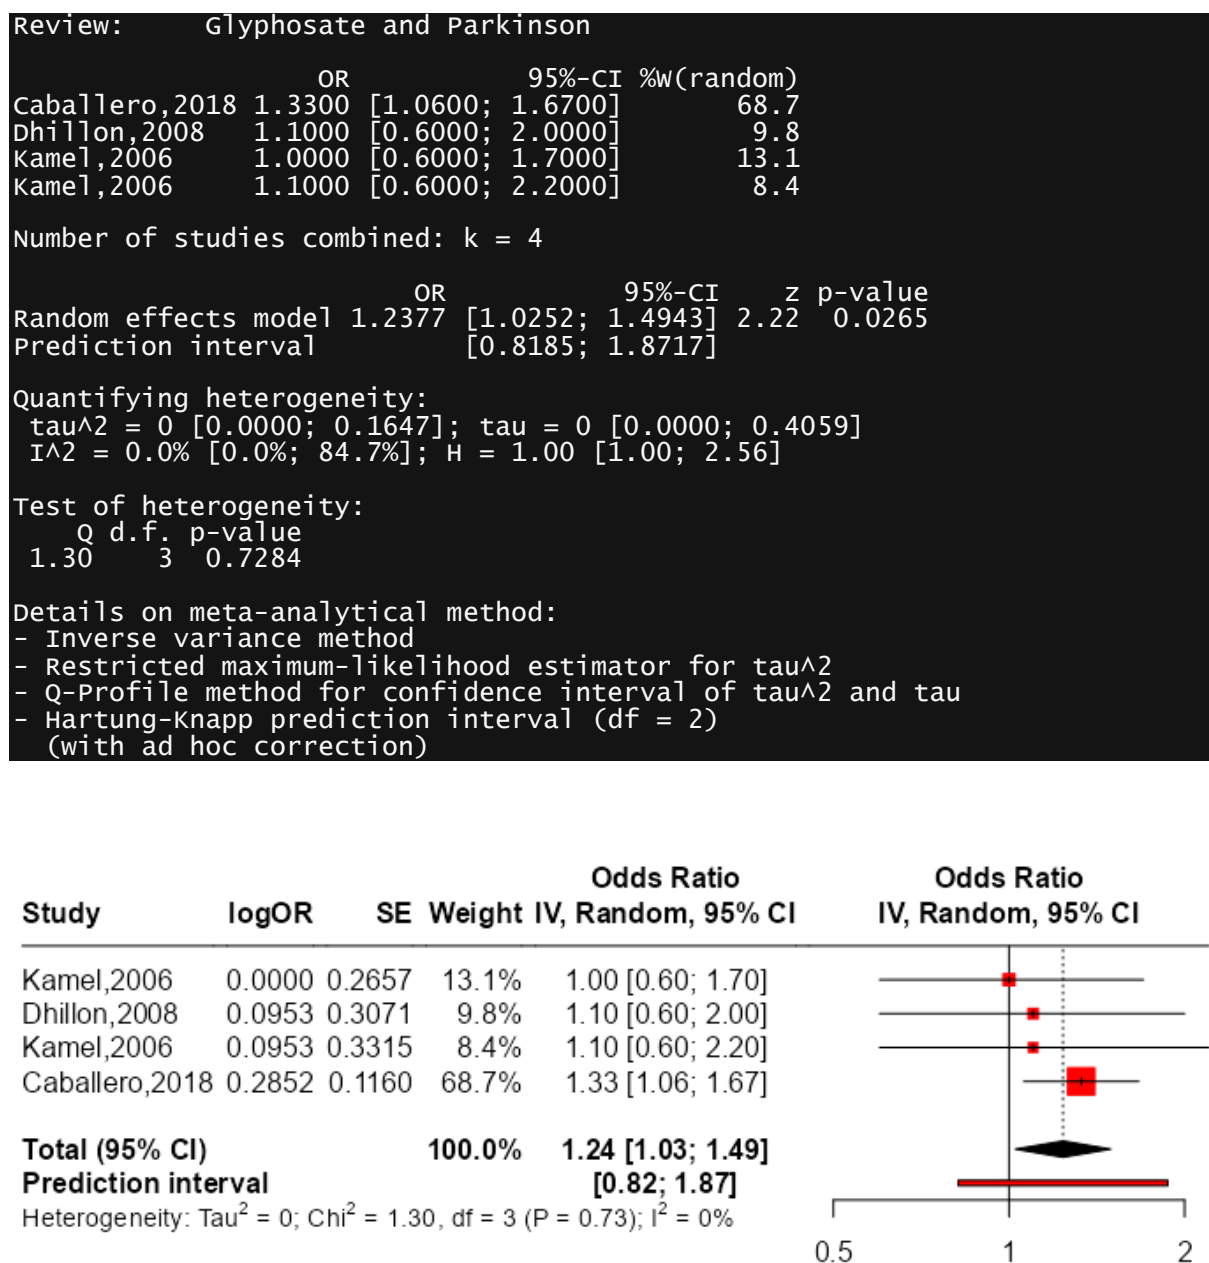 Review:     Glyphosate and Parkinson
OR 95%-CI %W(random)
Caballero,2018 1.3300 [1.0600; 1.6700] 68.7
Dhillon,2008 1.1000 [0.6000; 2.0000] 9.8
Kamel,2006 1.0000 [0.6000; 1.7000] 13.1
Kamel,2006 1.1000 [0.6000; 2.2000] 8.4
Number of studies combined: k = 4
OR 95%-CI z p-value
Random effects model 1.2377 [1.0252; 1.4943] 2.22 0.0265
Prediction interval [0.8185; 1.8717]
Quantifying heterogeneity:
tau^2 = 0 [0.0000; 0.1647]; tau = 0 [0.0000; 0.4059]
I^2 = 0.0% [0.0%; 84.7%]; H = 1.00 [1.00; 2.56]
Test of heterogeneity:
Q d.f. p-value
1.30 3 0.7284
Details on meta-analytical method:
- Inverse variance method
- Restricted maximum-likelihood estimator for tau^2
- Q-Profile method for confidence interval of tau^2 and tau
- Hartung-Knapp prediction interval (df = 2)
(with ad hoc correction)
Odds Ratio Odds Ratio
Study logOR SE Weight IV, Random, 95% CI IV, Random, 95% CI
Kamel,2006 0.0000 0.2657 13.1% 1.00 [0.60; 1.70]
Dhillon,2008 0.0953 0.3071 9.8% 1.10 [0.60; 2.00]
Kamel,2006 0.0953 0.3315 8.4% 1.10 [0.60; 2.20]
Caballero,2018 0.2852 0.1160 68.7% 1.33 [1.06; 1.67]
Total (95% CI) 100.0% 1.24 [1.03; 1.49]
Prediction interval [0.82; 1.87]
Heterogeneity: Tau² = 0; Chi² = 1.30, df = 3 (P = 0.73); I² = 0%
0.5 1 2